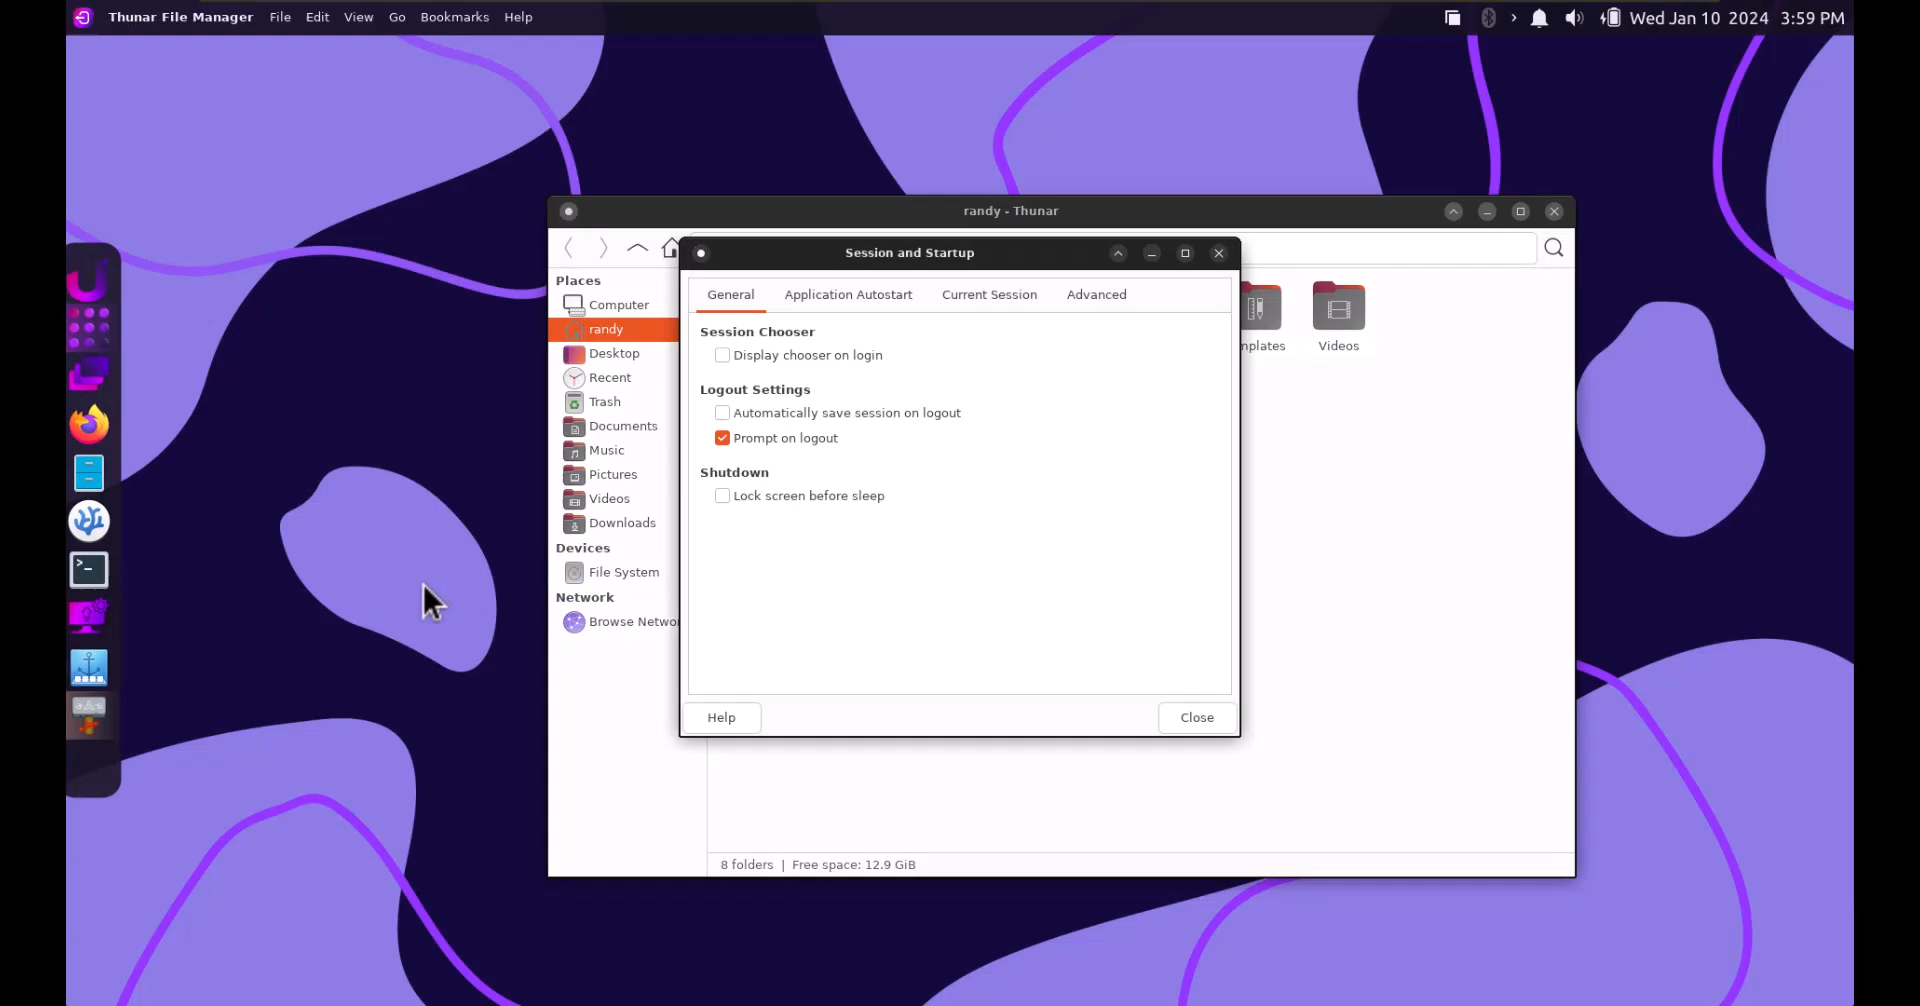 Thunar File Manager File Edit View Go Bookmarks Help
Wed Jan 10 2024 3:59 PM
randy - Thunar
Session and Startup
Places
Computer
randy
Desktop
Recent
Trash
Documents
Music
Pictures
Videos
Downloads
Devices
File System
Network
Browse Networ
General Application Autostart Current Session Advanced
Session Chooser
Display chooser on login
Logout Settings
Automatically save session on logout
Prompt on logout
Shutdown
Lock screen before sleep
Help Close
mplates
Videos
8 folders | Free space: 12.9 GiB